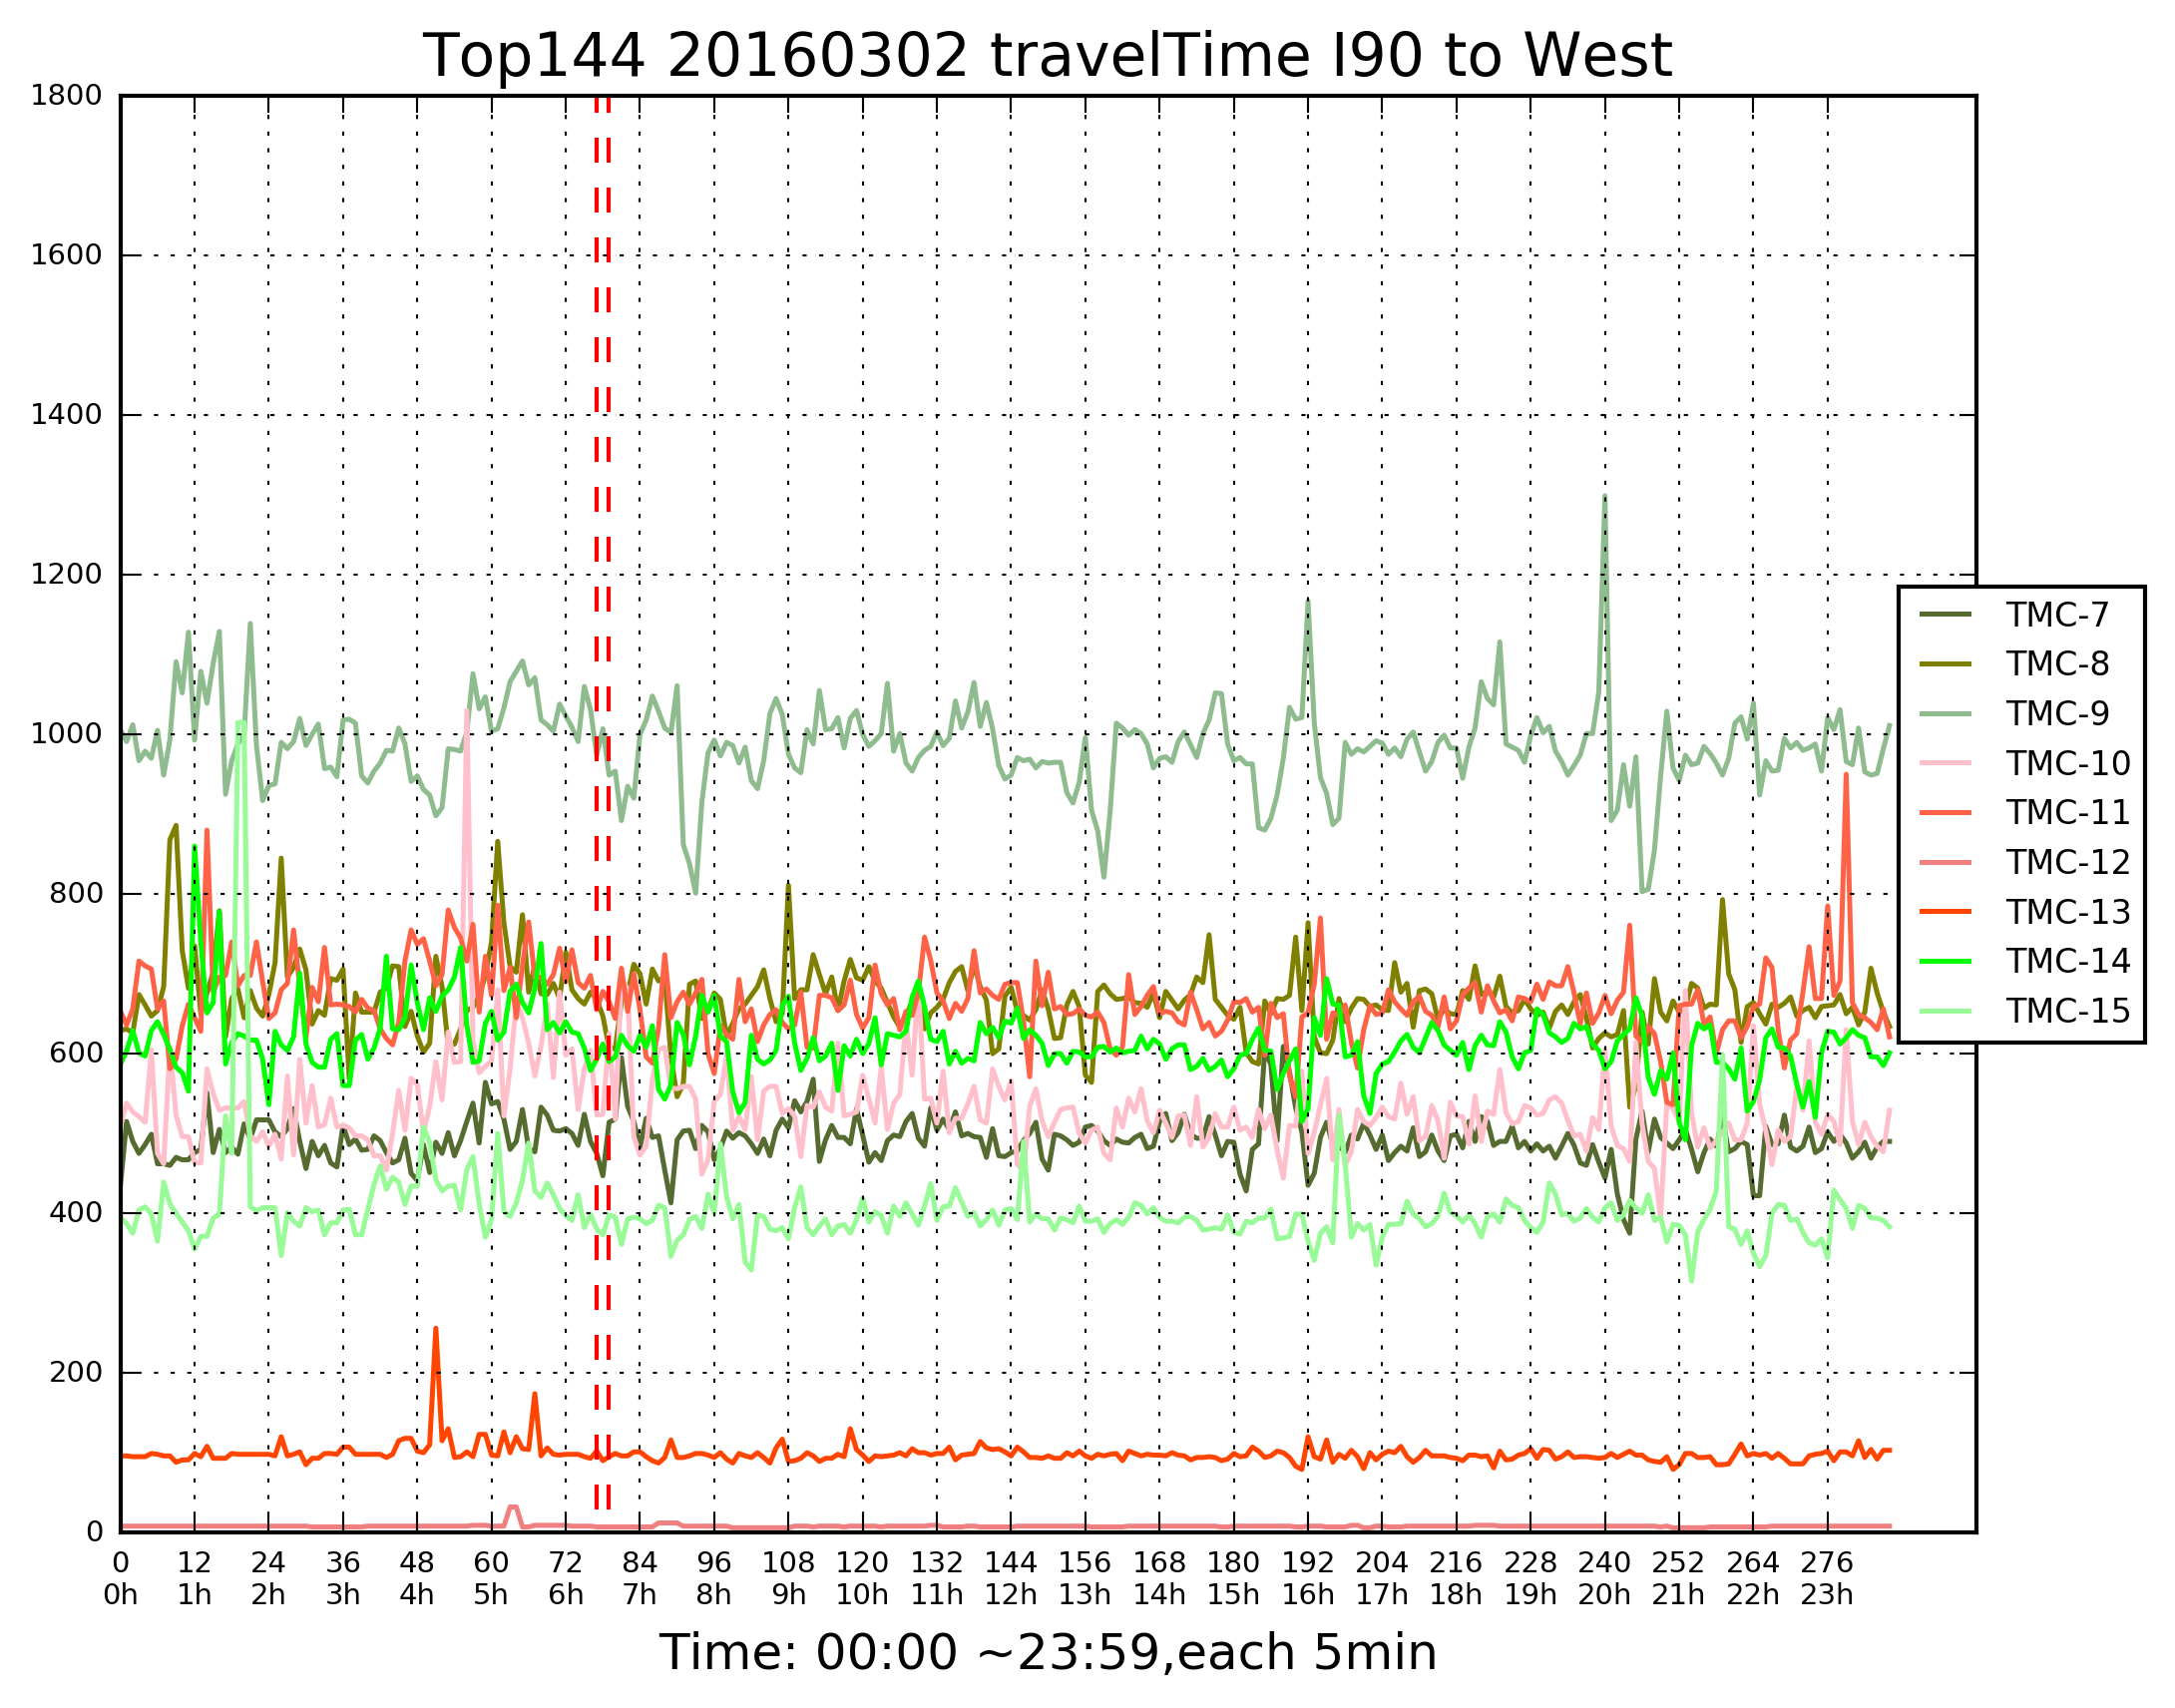 Top144 20160302 travelTime I90 to West
1800
1600
1400
1200
1000
800
600
400
200
0
TMC-7
TMC-8
TMC-9
TMC-10
TMC-11
TMC-12
TMC-13
TMC-14
TMC-15
0 12 24 36 48 60 72 84 96 108 120 132 144 156 168 180 192 204 216 228 240 252 264 276
0h 1h 2h 3h 4h 5h 6h 7h 8h 9h 10h 11h 12h 13h 14h 15h 16h 17h 18h 19h 20h 21h 22h 23h
Time: 00:00 ~23:59,each 5min